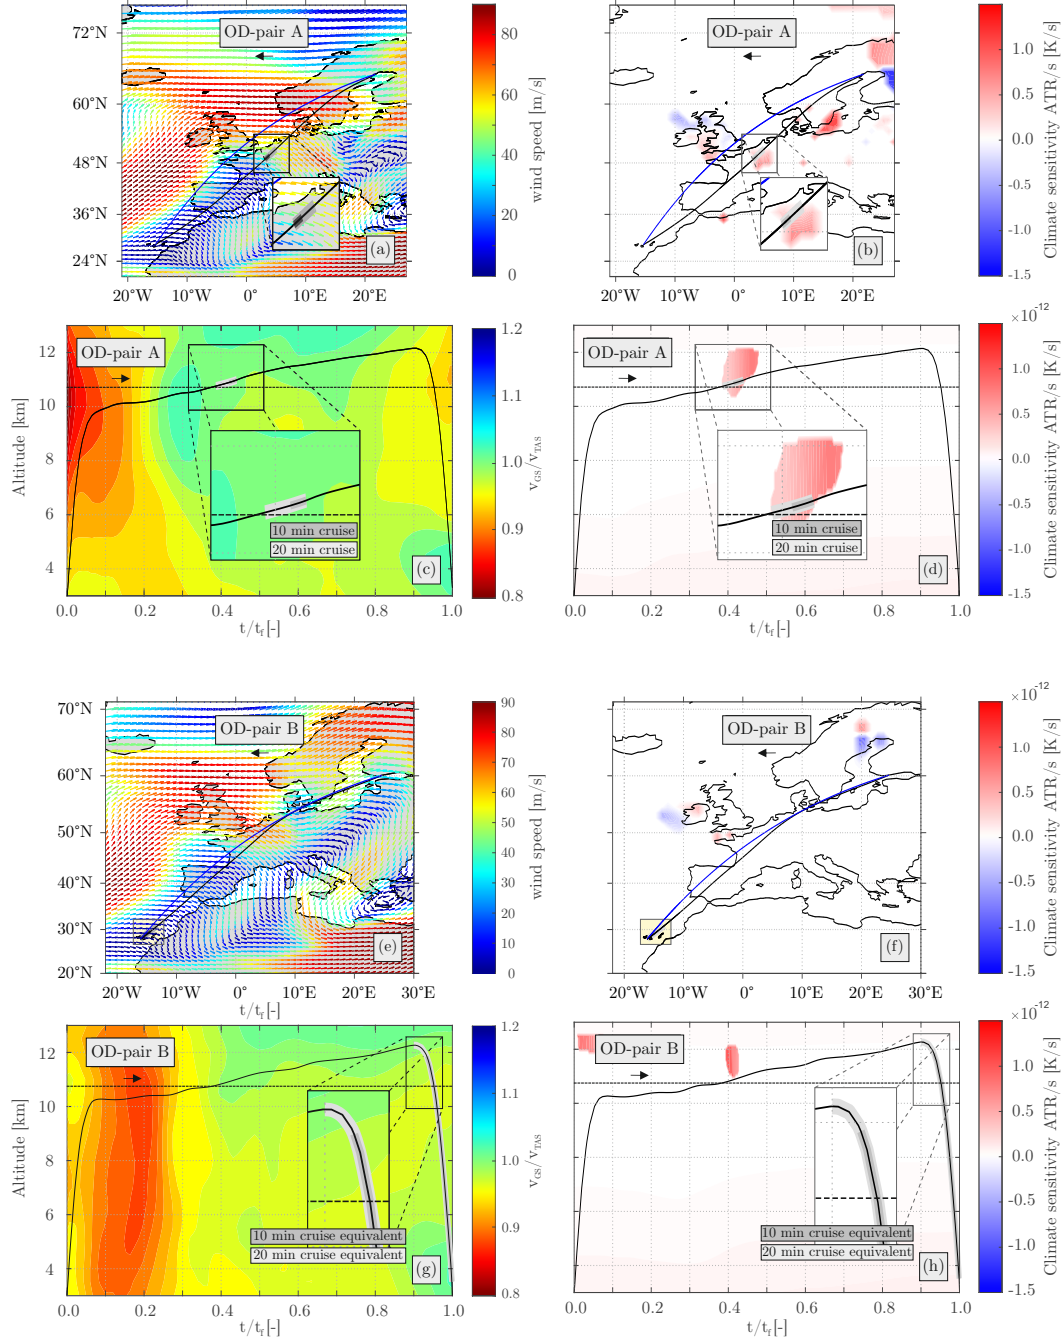 OD-pair A
72°N
60°N
48°N
36°N
24°N
20°W
10°W
0°
10°E
20°E
(a)
80
60
40
20
0
wind speed [m/s]
OD-pair A
20°W
10°W
0°
10°E
20°E
(b)
1.0
0.5
0.0
-0.5
-1.0
-1.5
Climate sensitivity ATR/s [K/s]
OD-pair A
12
10
8
6
4
Altitude [km]
10 min cruise
20 min cruise
(c)
0.0
0.2
0.4
0.6
0.8
1.0
t/tf[-]
1.2
1.1
1.0
0.9
0.8
vGS/vTAS
OD-pair A
10 min cruise
20 min cruise
(d)
0.0
0.2
0.4
0.6
0.8
1.0
t/tf[-]
×10-12
1.0
0.5
0.0
-0.5
-1.0
-1.5
Climate sensitivity ATR/s [K/s]
OD-pair B
70°N
60°N
50°N
40°N
30°N
20°N
20°W
10°W
0°
10°E
20°E
30°E
(e)
90
80
70
60
50
40
30
20
10
0
wind speed [m/s]
OD-pair B
20°W
10°W
0°
10°E
20°E
30°E
(f)
×10-12
1.0
0.5
0.0
-0.5
-1.0
-1.5
Climate sensitivity ATR/s [K/s]
t/tf[-]
OD-pair B
12
10
8
6
4
Altitude [km]
10 min cruise equivalent
20 min cruise equivalent
(g)
0.0
0.2
0.4
0.6
0.8
1.0
t/tf[-]
1.2
1.1
1.0
0.9
0.8
vGS/vTAS
OD-pair B
10 min cruise equivalent
20 min cruise equivalent
(h)
0.0
0.2
0.4
0.6
0.8
1.0
t/tf[-]
×10-12
1.0
0.5
0.0
-0.5
-1.0
-1.5
Climate sensitivity ATR/s [K/s]